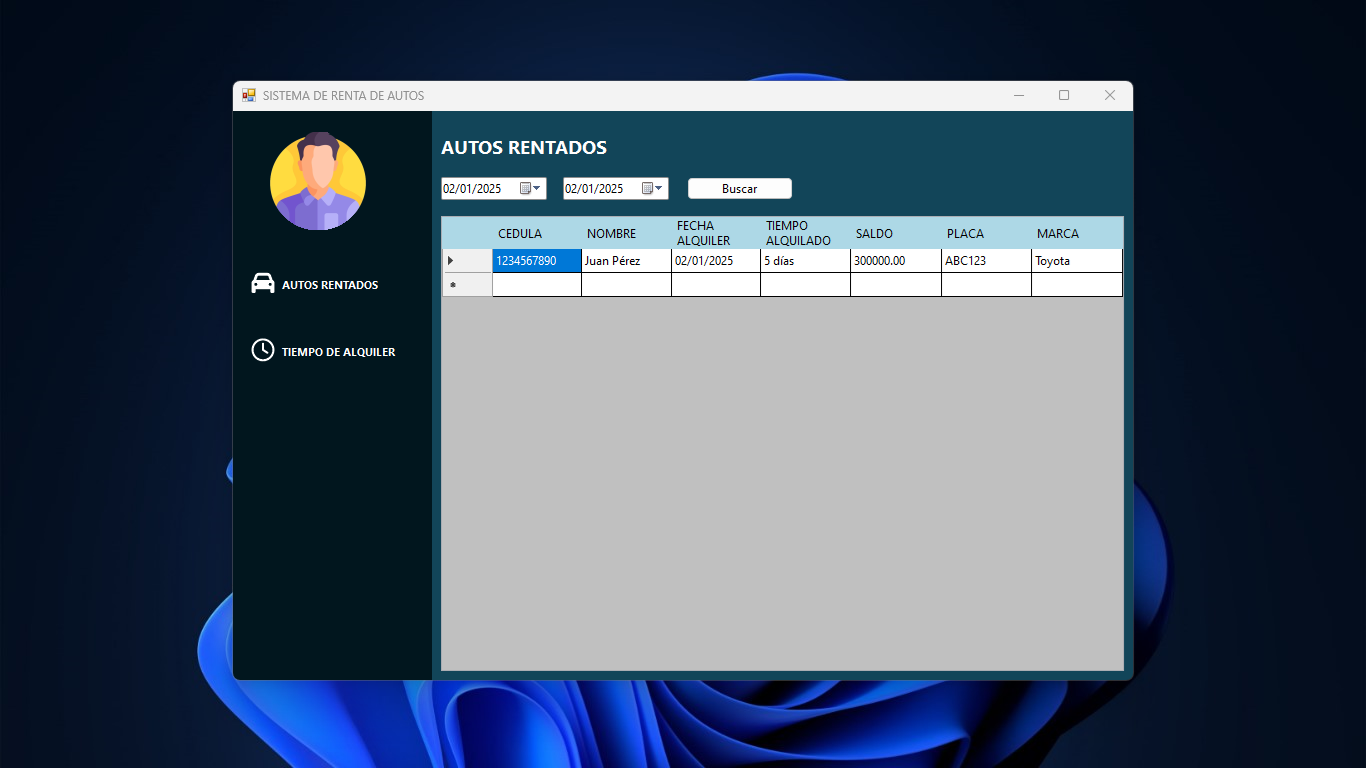 SISTEMA DE RENTA DE AUTOS
AUTOS RENTADOS
TIEMPO DE ALQUILER
AUTOS RENTADOS
02/01/2025 02/01/2025 Buscar
CEDULA NOMBRE FECHA ALQUILER TIEMPO ALQUILADO SALDO PLACA MARCA
1234567890 Juan Pérez 02/01/2025 5 días 300000.00 ABC123 Toyota